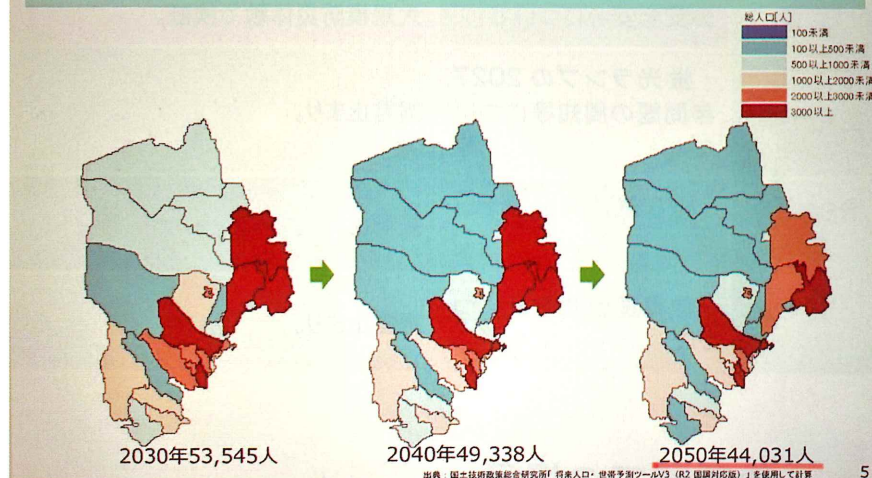 総人口[人]
100未満
100以上500未満
500以上1000未満
1000以上2000未満
2000以上3000未満
3000以上
2030年53,545人
2040年49,338人
2050年44,031人
出典：国土技術政策総合研究所「将来人口・世帯予測ツールV3（R2国調対応版）」を使用して計算
5